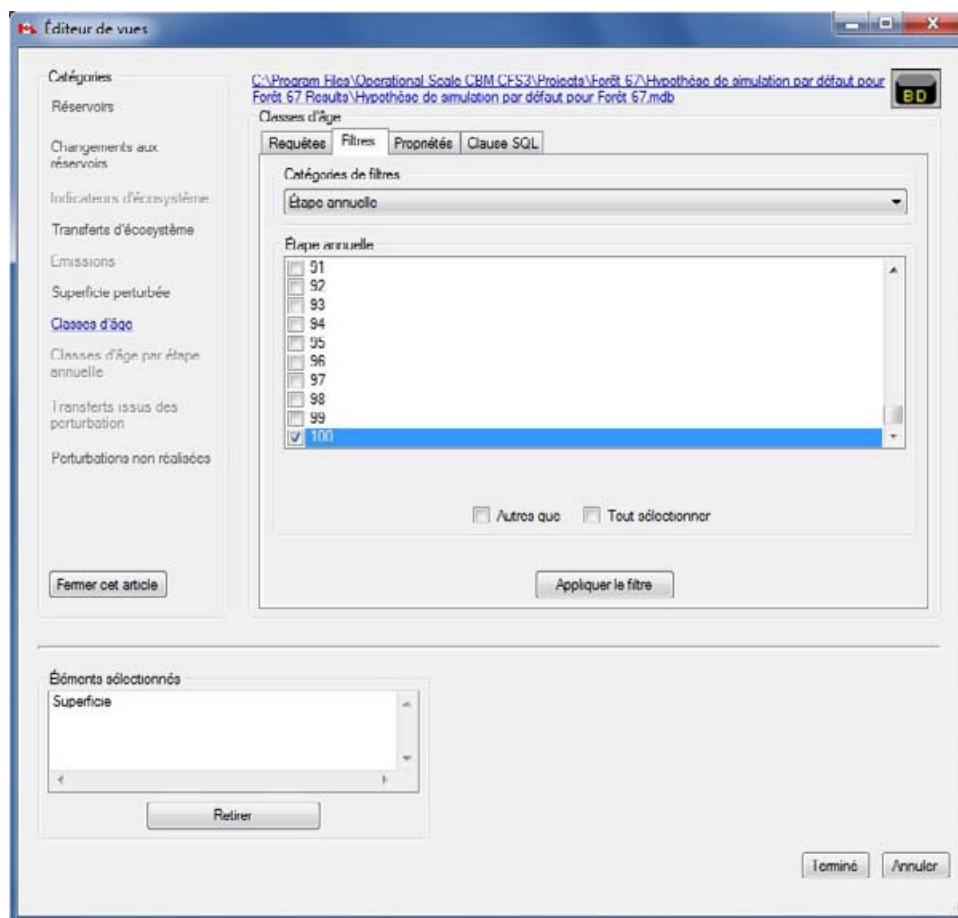 Éditeur de vues
Catégories
Réservoirs
Changements aux
réservoirs
Indicateurs d'écosystème
Transferts d'écosystème
Emissions
Superficie perturbée
Classes d'âge
Classes d'âge par étape
annuelle
Transferts issus des
perturbation
Perturbations non réalisées
Fermer cet article
C:\Program Files\Operational Scale CBM CFS3\Projects\Forêt 67\Hypothèse de simulation par défaut pour
Forêt 67 Results\Hypothèse de simulation par défaut pour Forêt 67.mdb
BD
Classes d'âge
Requêtes
Filtres
Propriétés
Clause SQL
Catégories de filtres
Étape annuelle
Étape annuelle
91
92
93
94
95
96
97
98
99
100
Autres que
Tout sélectionner
Appliquer le filtre
Éléments sélectionnés
Superficie
Retirer
Terminé
Annuler